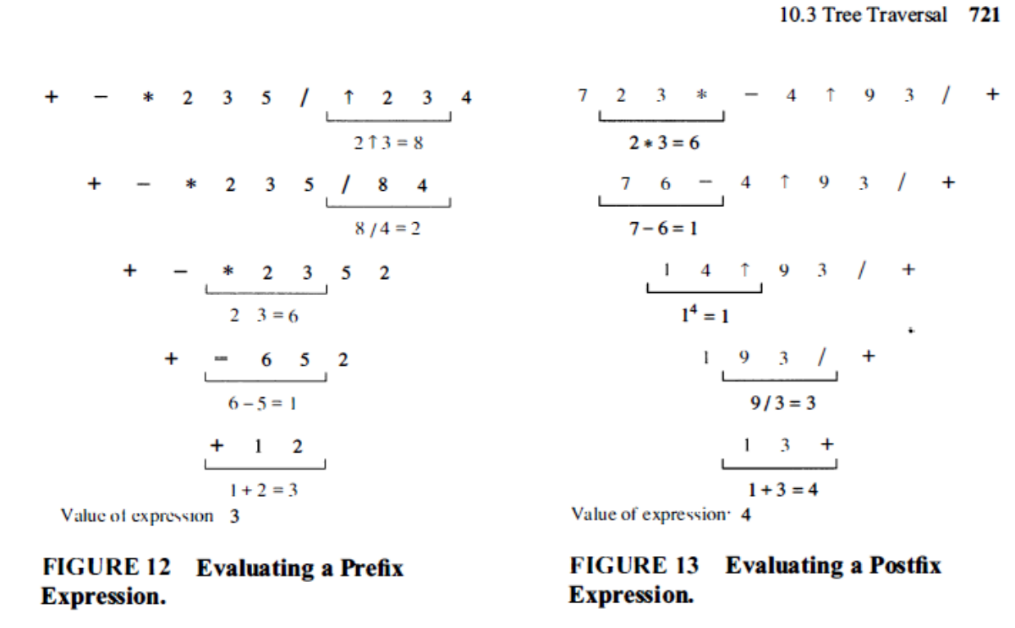 10.3 Tree Traversal 721
+ − * 2 3 5 / ↑ 2 3 4
2↑3 = 8
+ − * 2 3 5 / 8 4
8/4 = 2
+ − * 2 3 5 2
2 3 = 6
+ − 6 5 2
6 − 5 = 1
+ 1 2
1 + 2 = 3
Value of expression 3
FIGURE 12 Evaluating a Prefix
Expression.
7 2 3 * − 4 ↑ 9 3 / +
2 * 3 = 6
7 6 − 4 ↑ 9 3 / +
7 − 6 = 1
1 4 ↑ 9 3 / +
1⁴ = 1
1 9 3 / +
9/3 = 3
1 3 +
1 + 3 = 4
Value of expression: 4
FIGURE 13 Evaluating a Postfix
Expression.